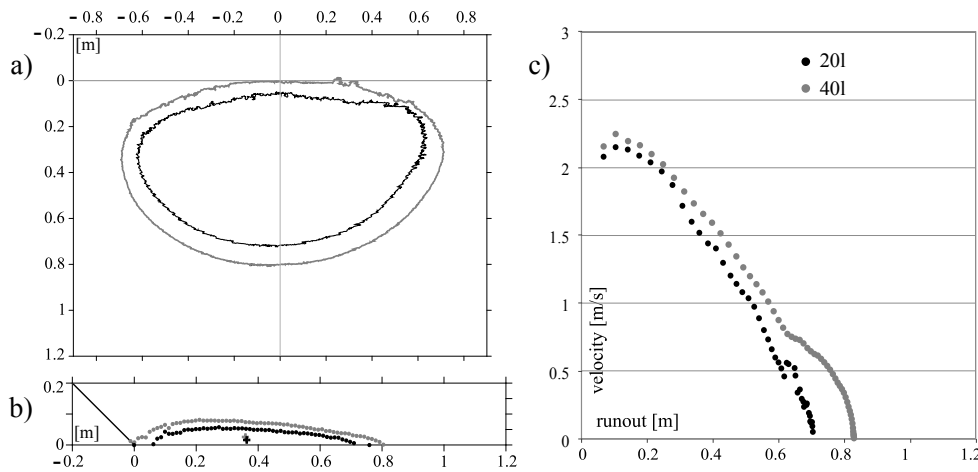 - 0.8 - 0.6 - 0.4 - 0.2 0 0.2 0.4 0.6 0.8
a)
- 0.2
[m]
0
0.2
0.4
0.6
0.8
1
1.2
b)
0.2
[m]
0
−0.2 0 0.2 0.4 0.6 0.8 1 1.2
c)
3
2.5
2
1.5
1
0.5
0
20l
40l
velocity [m/s]
runout [m]
0 0.2 0.4 0.6 0.8 1 1.2